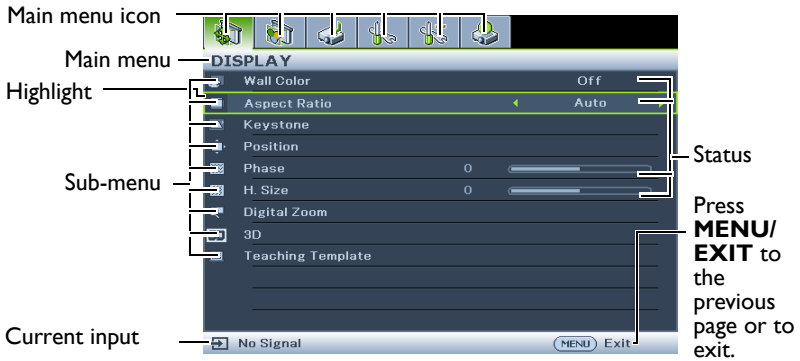 Main menu icon
Main menu
DISPLAY
Highlight
Wall Color Off
Aspect Ratio Auto
Keystone
Position
Phase 0
Status
Sub-menu
H. Size 0
Digital Zoom
3D
Teaching Template
Press
MENU/
EXIT to
the
previous
page or to
exit.
Current input
No Signal
MENU Exit